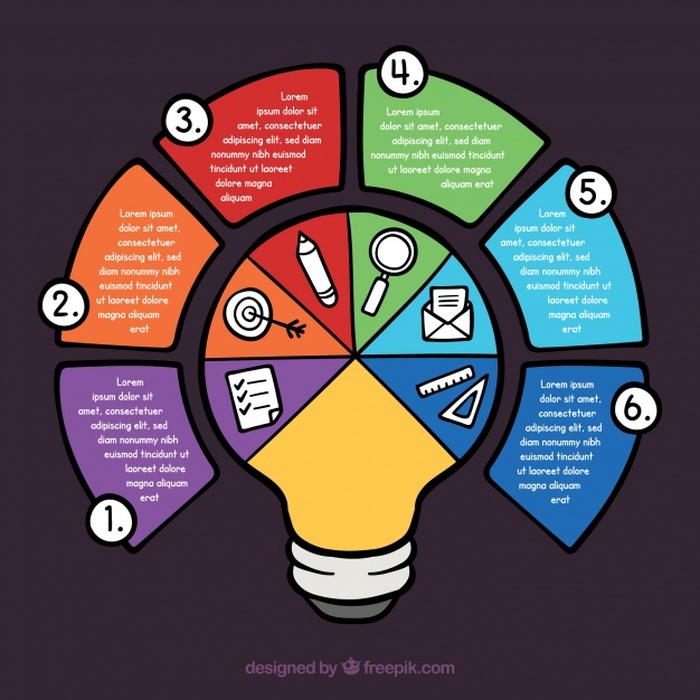 1.
Lorem
ipsum dolor sit
amet, consectetuer
adipiscing elit, sed
diam nonummy nibh
euismod tincidunt ut
laoreet dolore
magna aliquam
erat
2.
Lorem ipsum
dolor sit amet,
consectetuer
adipiscing elit, sed
diam nonummy nibh
euismod tincidunt
ut laoreet dolore
magna aliquam
erat
3.
Lorem
ipsum dolor sit
amet, consectetuer
adipiscing elit, sed diam
nonummy nibh euismod
tincidunt ut laoreet
dolore magna
aliquam
4.
Lorem ipsum
dolor sit amet, consectetuer
adipiscing elit, sed diam
nonummy nibh euismod tincidunt
ut laoreet dolore magna
aliquam erat
5.
Lorem
ipsum dolor sit
amet, consectetuer
adipiscing elit, sed
diam nonummy nibh
euismod tincidunt ut
laoreet dolore
magna aliquam
erat
6.
Lorem ipsum
dolor sit amet,
consectetuer
adipiscing elit, sed
diam nonummy nibh
euismod tincidunt
ut laoreet dolore
magna aliquam
erat
designed by freepik.com